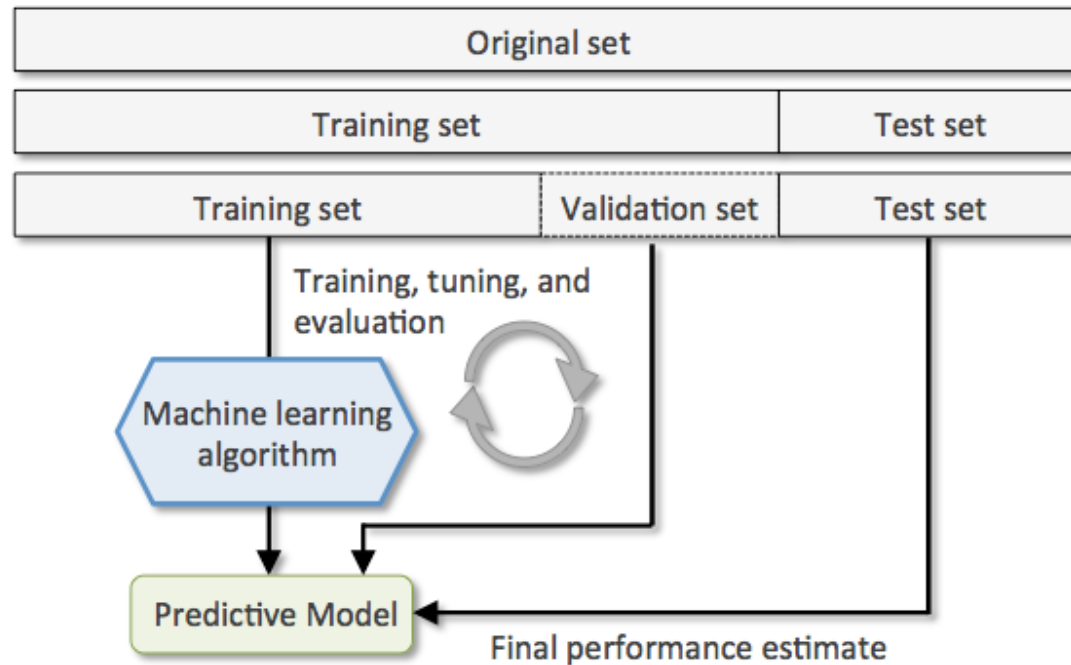 Original set
Training set
Test set
Training set
Validation set
Test set
Training, tuning, and
evaluation
Machine learning
algorithm
Predictive Model
Final performance estimate